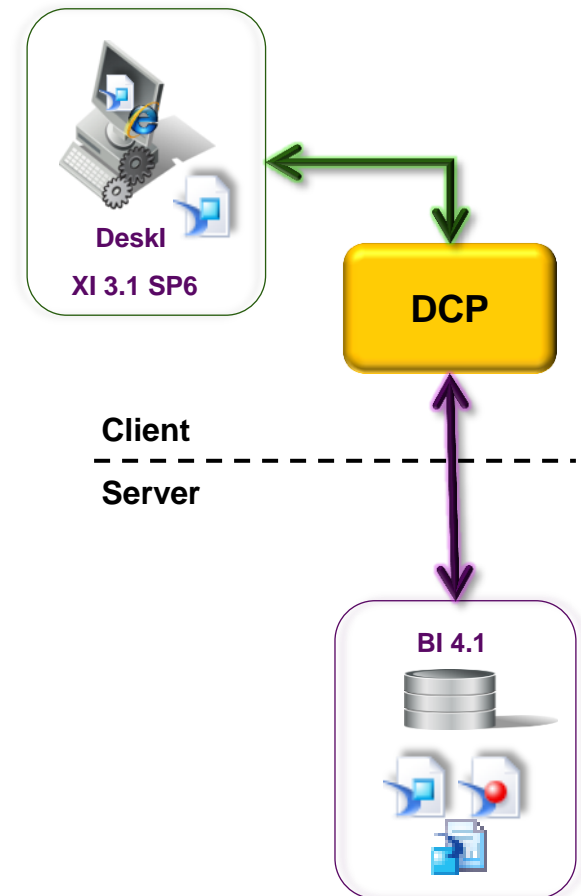 DeskI
XI 3.1 SP6
DCP
Client
Server
BI 4.1